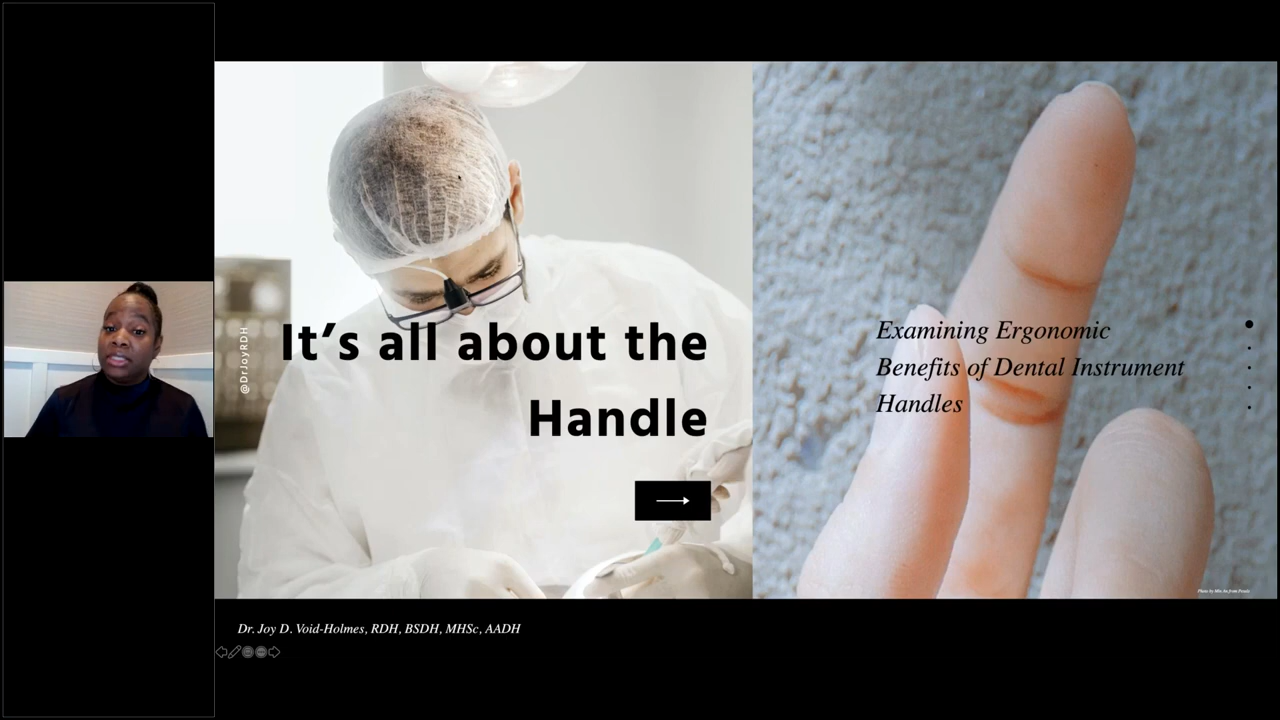 @DrJoyRDH
It's all about the
Handle
Examining Ergonomic
Benefits of Dental Instrument
Handles
Dr. Joy D. Void-Holmes, RDH, BSDH, MHSc, AADH